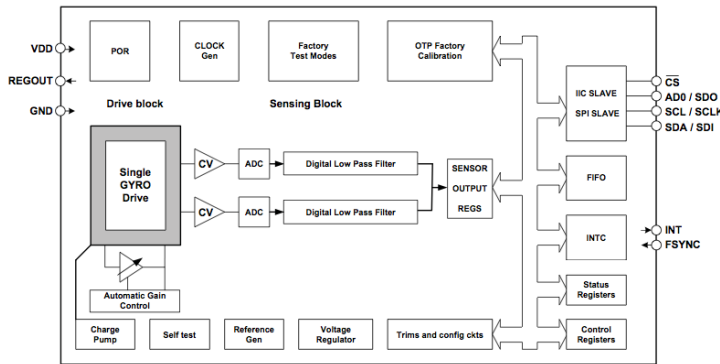 VDD
REGOUT
GND
POR
CLOCK
Gen
Factory
Test Modes
OTP Factory
Calibration
Drive block
Sensing Block
IIC SLAVE
SPI SLAVE
CS
AD0 / SDO
SCL / SCLK
SDA / SDI
Single
GYRO
Drive
CV
ADC
Digital Low Pass Filter
CV
ADC
Digital Low Pass Filter
SENSOR
OUTPUT
REGS
FIFO
INTC
INT
FSYNC
Automatic Gain
Control
Status
Registers
Charge
Pump
Self test
Reference
Gen
Voltage
Regulator
Trims and config ckts
Control
Registers